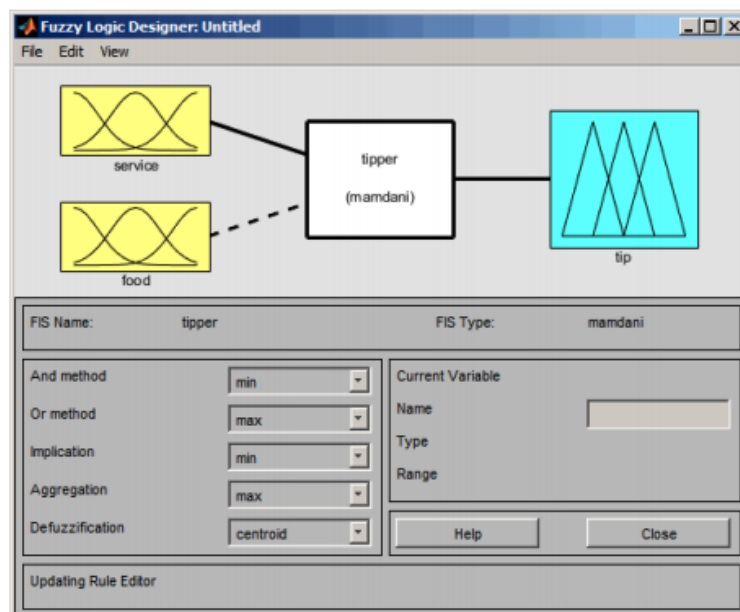 Fuzzy Logic Designer: Untitled
File Edit View
service
food
tipper
(mamdani)
tip
FIS Name: tipper FIS Type: mamdani
And method min
Or method max
Implication min
Aggregation max
Defuzzification centroid
Current Variable
Name
Type
Range
Help Close
Updating Rule Editor